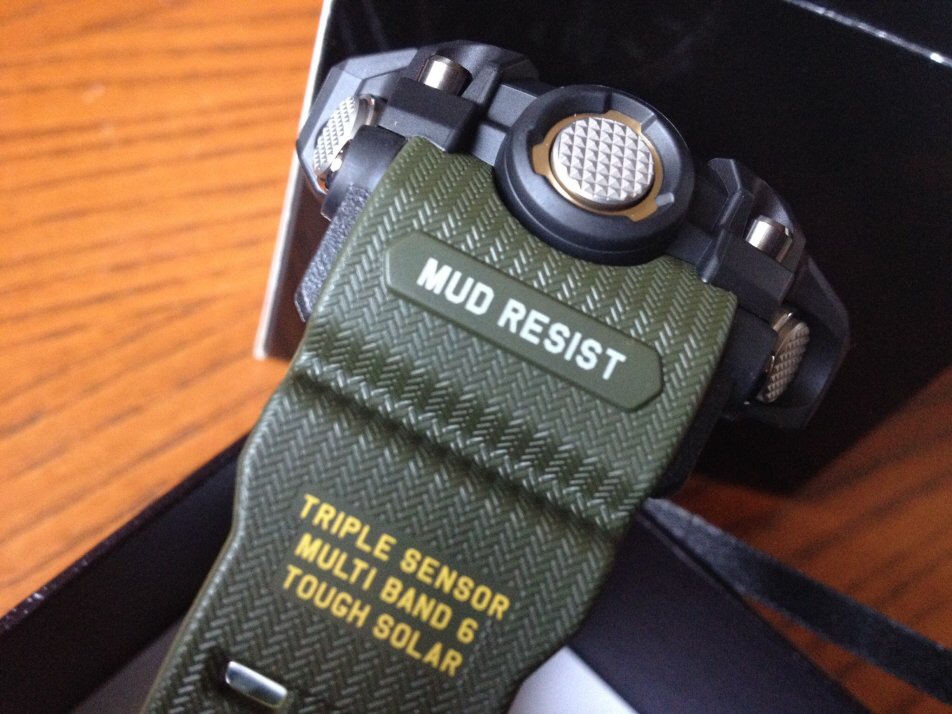 MUD RESIST
TRIPLE SENSOR
MULTI BAND 6
TOUGH SOLAR